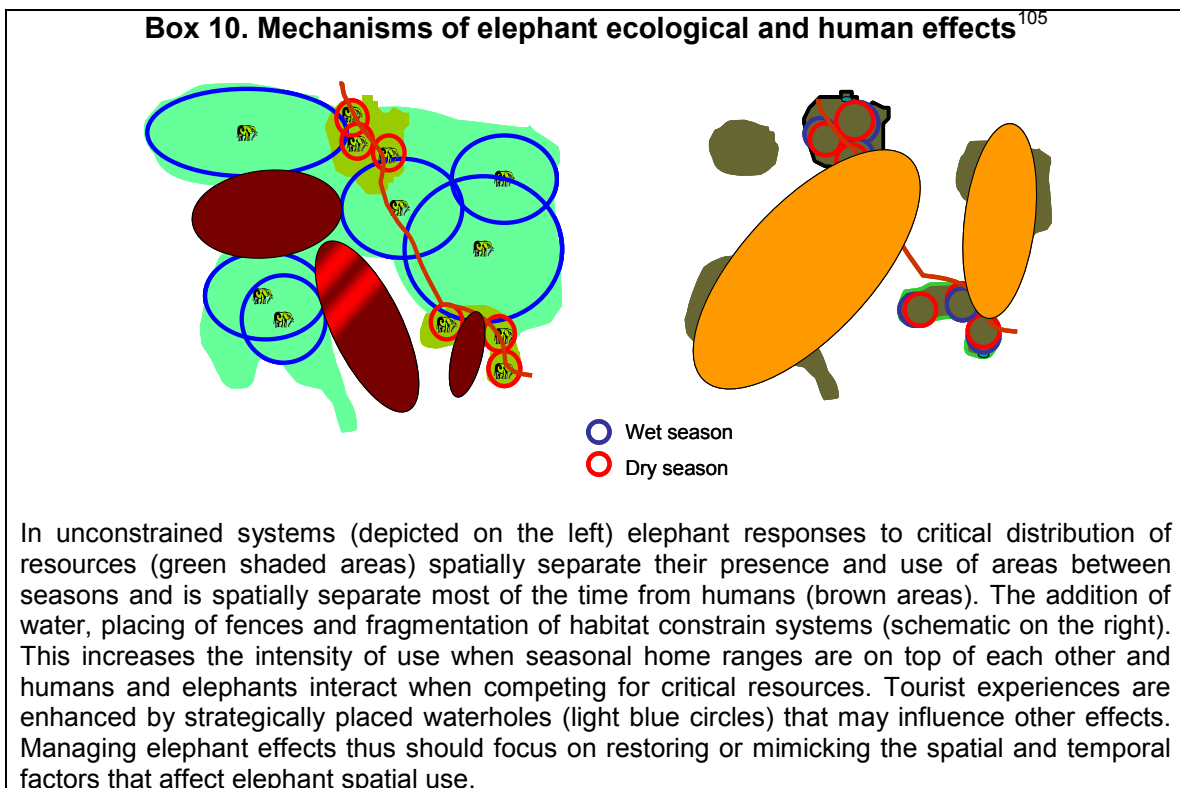 Box 10. Mechanisms of elephant ecological and human effects105
Wet season
Dry season
In unconstrained systems (depicted on the left) elephant responses to critical distribution of
resources (green shaded areas) spatially separate their presence and use of areas between
seasons and is spatially separate most of the time from humans (brown areas). The addition of
water, placing of fences and fragmentation of habitat constrain systems (schematic on the right).
This increases the intensity of use when seasonal home ranges are on top of each other and
humans and elephants interact when competing for critical resources. Tourist experiences are
enhanced by strategically placed waterholes (light blue circles) that may influence other effects.
Managing elephant effects thus should focus on restoring or mimicking the spatial and temporal
factors that affect elephant spatial use.